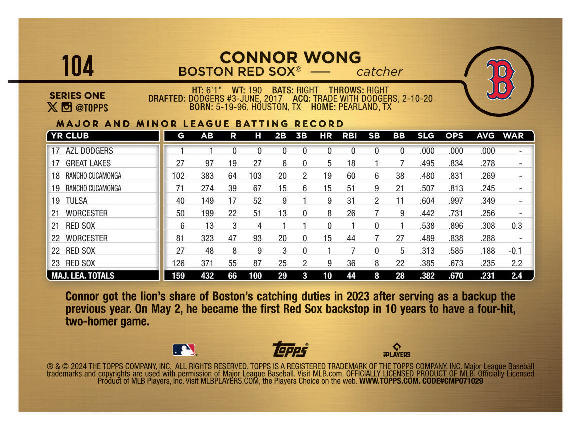 104
CONNOR WONG
BOSTON RED SOX® — catcher
B
SERIES ONE
@TOPPS
HT: 6'1" WT: 190 BATS: RIGHT THROWS: RIGHT
DRAFTED: DODGERS #3-JUNE, 2017 ACQ: TRADE WITH DODGERS, 2-10-20
BORN: 5-19-96, HOUSTON, TX HOME: PEARLAND, TX
MAJOR AND MINOR LEAGUE BATTING RECORD
YR CLUB G AB R H 2B 3B HR RBI SB BB SLG OPS AVG WAR
17 AZL DODGERS 1 1 0 0 0 0 0 0 0 0 .000 .000 .000 –
17 GREAT LAKES 27 97 19 27 6 0 5 18 1 7 .495 .834 .278 –
18 RANCHO CUCAMONGA 102 383 64 103 20 2 19 60 6 38 .480 .831 .269 –
19 RANCHO CUCAMONGA 71 274 39 67 15 6 15 51 9 21 .507 .813 .245 –
19 TULSA 40 149 17 52 9 1 9 31 2 11 .604 .997 .349 –
21 WORCESTER 50 199 22 51 13 0 8 26 7 9 .442 .731 .256 –
21 RED SOX 6 13 3 4 1 1 0 1 0 1 .538 .896 .308 0.3
22 WORCESTER 81 323 47 93 20 0 15 44 7 27 .489 .838 .288 –
22 RED SOX 27 48 8 9 3 0 1 7 0 5 .313 .585 .188 -0.1
23 RED SOX 126 371 55 87 25 2 9 36 8 22 .385 .673 .235 2.2
MAJ. LEA. TOTALS 159 432 66 100 29 3 10 44 8 28 .382 .670 .231 2.4
Connor got the lion's share of Boston's catching duties in 2023 after serving as a backup the
previous year. On May 2, he became the first Red Sox backstop in 10 years to have a four-hit,
two-homer game.
Topps
PLAYERS
® & © 2024 THE TOPPS COMPANY, INC. ALL RIGHTS RESERVED. TOPPS IS A REGISTERED TRADEMARK OF THE TOPPS COMPANY, INC. Major League Baseball
trademarks and copyrights are used with permission of Major League Baseball. Visit MLB.com. OFFICIALLY LICENSED PRODUCT OF MLB. Officially Licensed
Product of MLB Players, Inc. Visit MLBPLAYERS.COM, the Players Choice on the web. WWW.TOPPS.COM. CODE#CMP071029